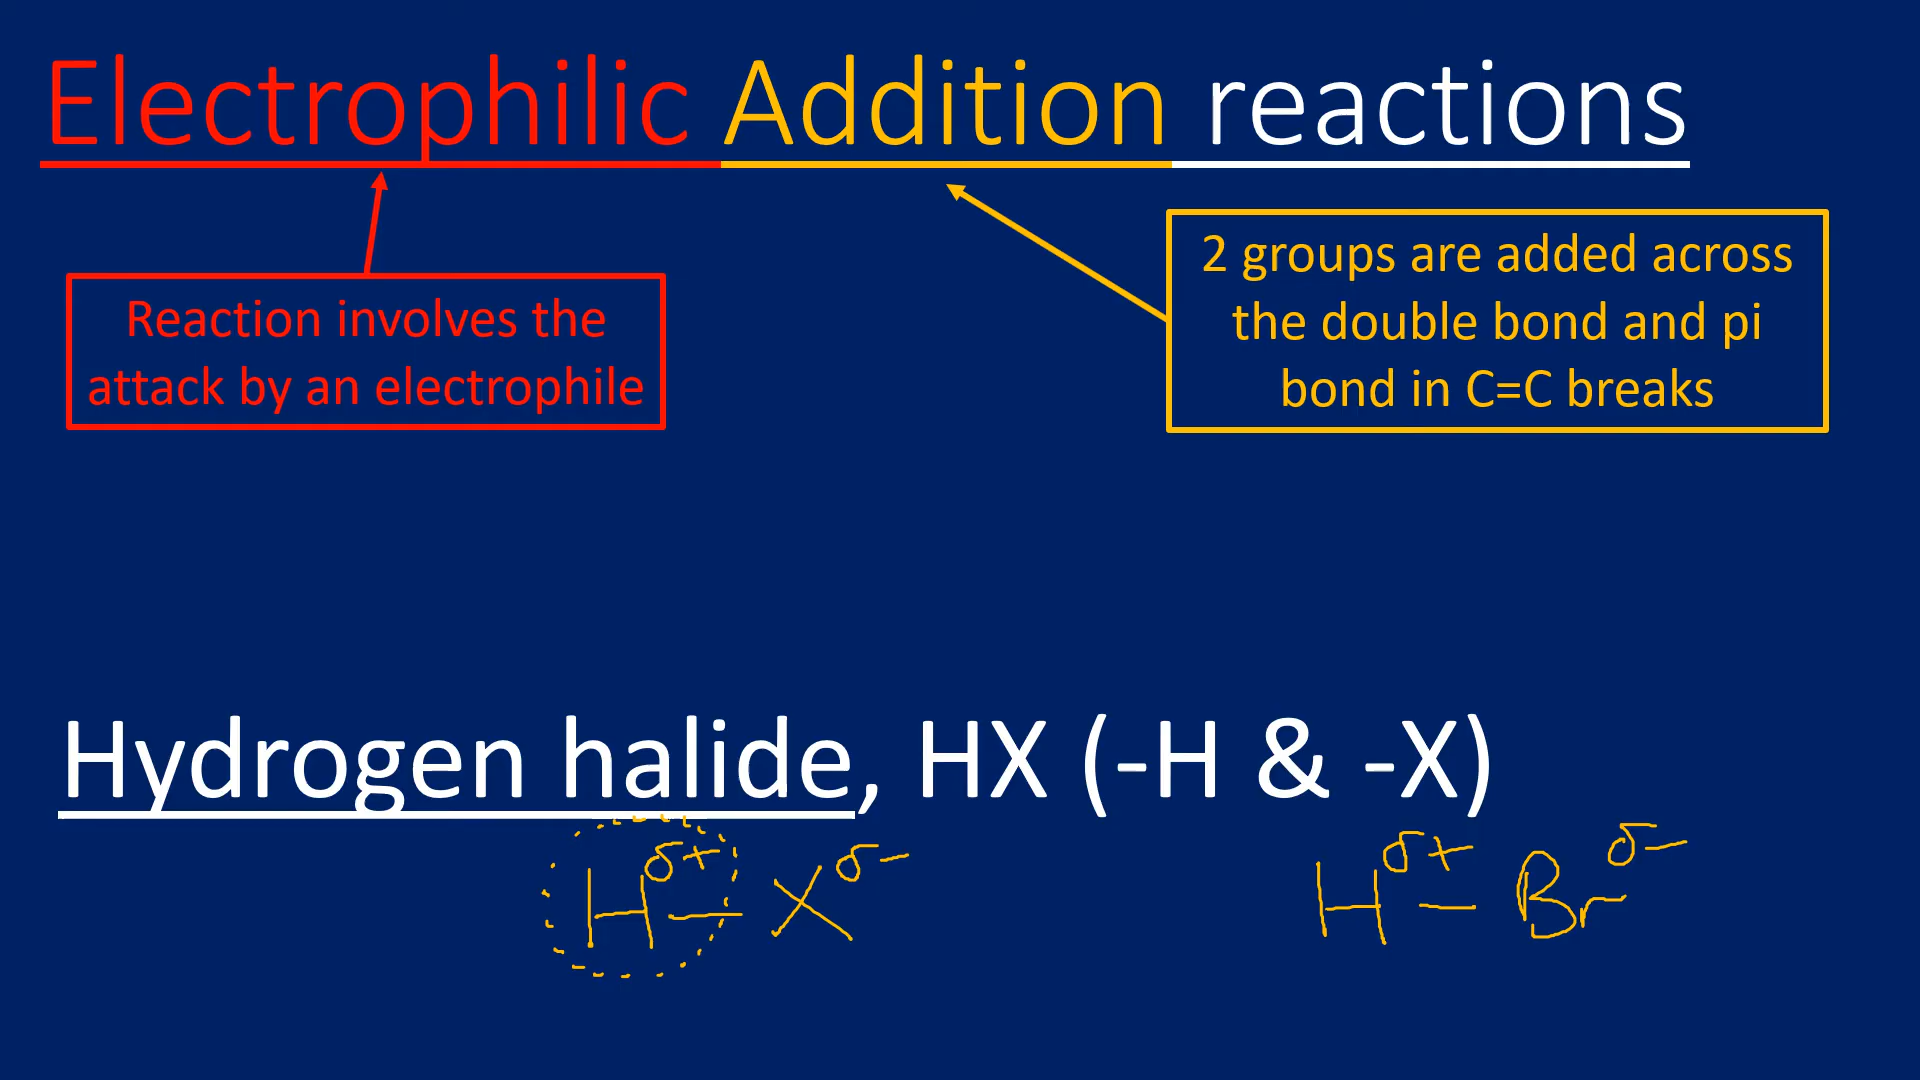 Electrophilic Addition reactions
Reaction involves the
attack by an electrophile
2 groups are added across
the double bond and pi
bond in C=C breaks
Hydrogen halide, HX (-H & -X)
Hδ+ – Xδ–
Hδ+ – Brδ–